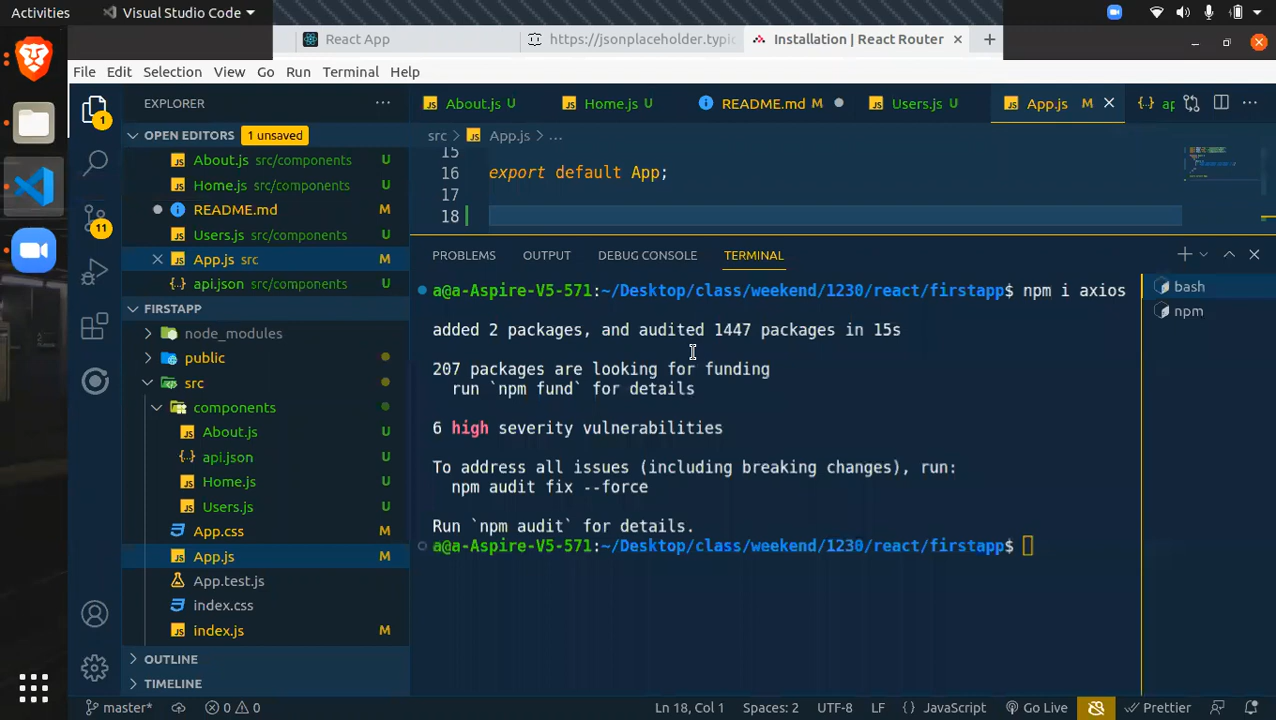 Activities
Visual Studio Code
React App
https://jsonplaceholder.typic
Installation | React Router
File Edit Selection View Go Run Terminal Help
EXPLORER
OPEN EDITORS
1 unsaved
About.js src/components U
Home.js src/components U
README.md M
Users.js src/components U
App.js src M
api.json src/components U
FIRSTAPP
node_modules
public
src
components
About.js U
api.json U
Home.js U
Users.js U
App.css M
App.js M
App.test.js
index.css
index.js M
OUTLINE
TIMELINE
1
11
About.js U
Home.js U
README.md M
Users.js U
App.js M
ap
src > App.js > ...
15
16 export default App;
17
18
PROBLEMS OUTPUT DEBUG CONSOLE TERMINAL
a@a-Aspire-V5-571:~/Desktop/class/weekend/1230/react/firstapp$ npm i axios
added 2 packages, and audited 1447 packages in 15s
207 packages are looking for funding
run `npm fund` for details
6 high severity vulnerabilities
To address all issues (including breaking changes), run:
npm audit fix --force
Run `npm audit` for details.
a@a-Aspire-V5-571:~/Desktop/class/weekend/1230/react/firstapp$
bash
npm
master*
0 0
Ln 18, Col 1
Spaces: 2
UTF-8
LF
JavaScript
Go Live
Prettier